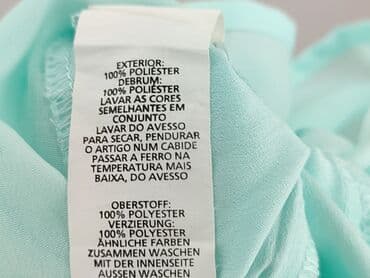 EXTERIOR:
100% POLIÉSTER
DEBRUM:
100% POLIÉSTER
LAVAR AS CORES
SEMELHANTES EM
CONJUNTO
LAVAR DO AVESSO
PARA SECAR, PENDURAR
O ARTIGO NUM CABIDE
PASSAR A FERRO NA
TEMPERATURA MAIS
BAIXA, DO AVESSO
OBERSTOFF:
100% POLYESTER
VERZIERUNG:
100% POLYESTER
ÄHNLICHE FARBEN
ZUSAMMEN WASCHEN
MIT DER INNENSEITE
AUSSEN WASCHEN